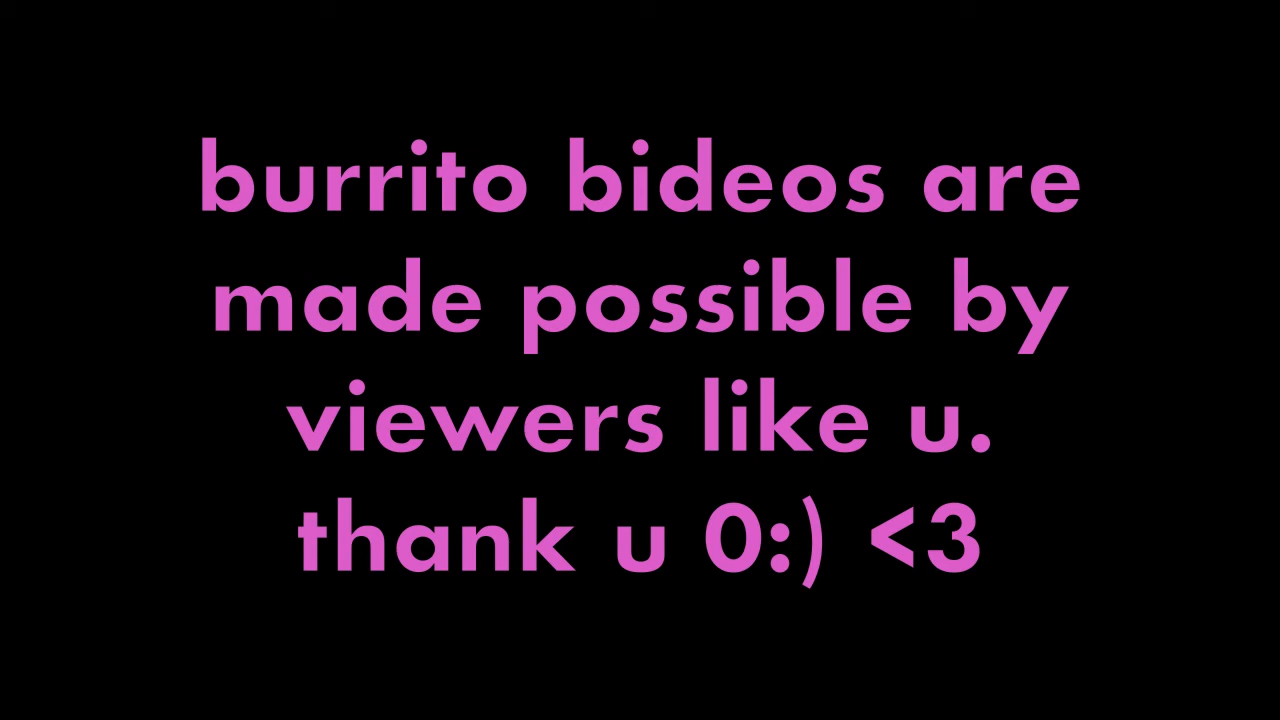 burrito bideos are
made possible by
viewers like u.
thank u 0:) <3